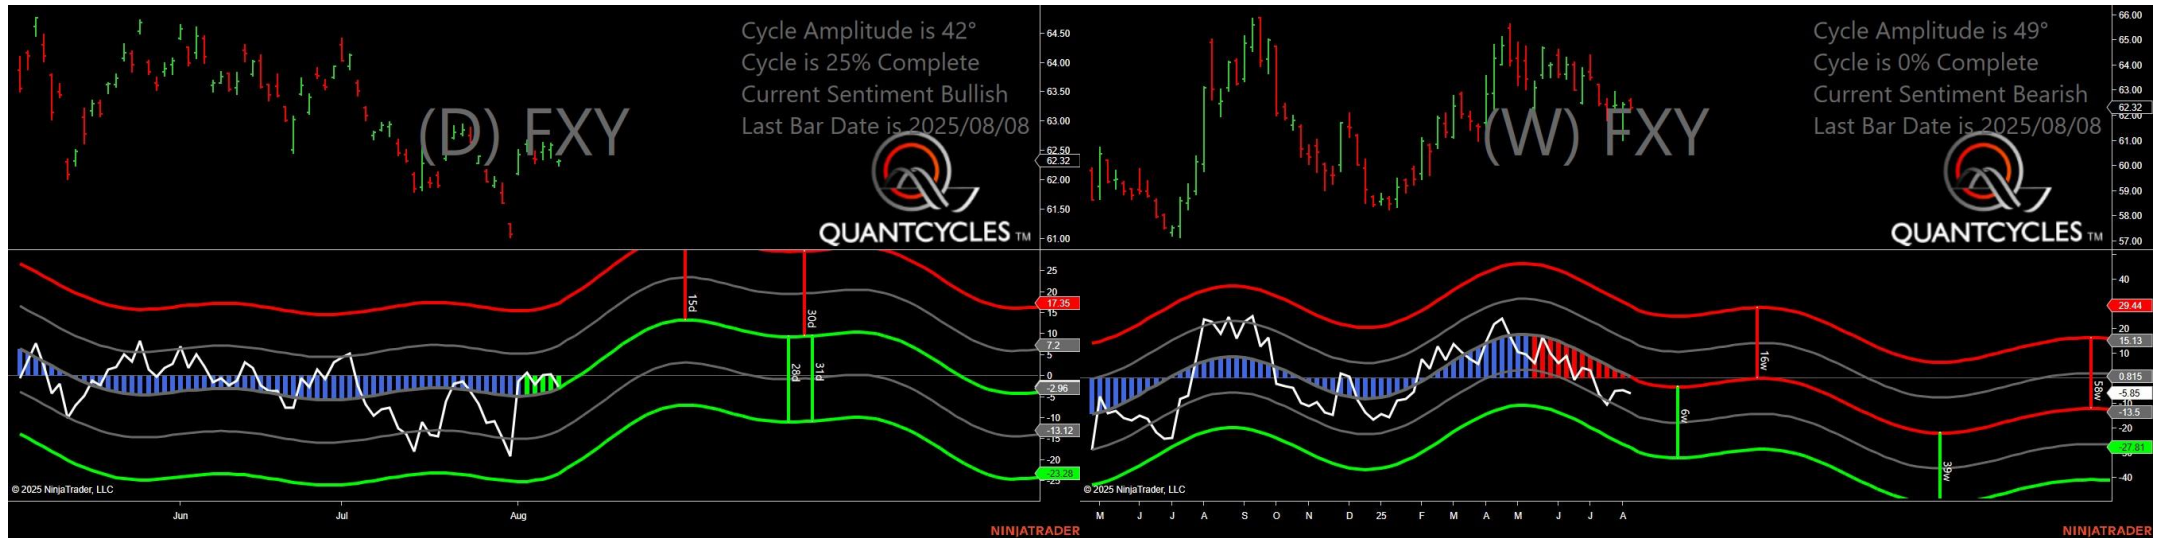 Cycle Amplitude is 42°
Cycle is 25% Complete
Current Sentiment Bullish
Last Bar Date is 2025/08/08
(D) FXY
QUANTCYCLES TM
64.50
64.00
63.50
63.00
62.50
62.32
62.00
61.50
61.00
25
20
17.35
15
10
7.2
5
0
-2.96
-5
-10
-13.12
-15
-20
-23.28
-25
15d
30d
28d
31d
© 2025 NinjaTrader, LLC
Jun
Jul
Aug
NINJATRADER
Cycle Amplitude is 49°
Cycle is 0% Complete
Current Sentiment Bearish
Last Bar Date is 2025/08/08
(W) FXY
QUANTCYCLES TM
66.00
65.00
64.00
63.00
62.32
62.00
61.00
60.00
59.00
58.00
57.00
40
29.44
20
15.13
10
0.815
-5.85
-10
-13.5
-20
-27.81
-40
16w
6w
39w
58w
© 2025 NinjaTrader, LLC
M
J
J
A
S
O
N
D
25
F
M
A
M
J
J
A
NINJATRADER